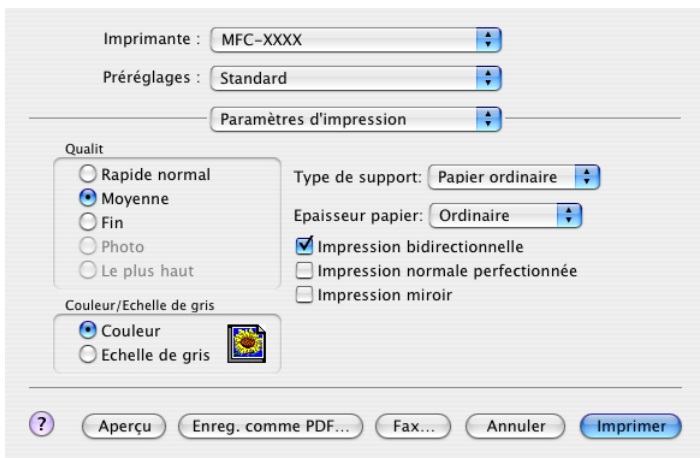 Imprimante : MFC-XXXX
Préréglages : Standard
Paramètres d'impression
Qualit
Rapide normal
Moyenne
Fin
Photo
Le plus haut
Type de support: Papier ordinaire
Epaisseur papier: Ordinaire
Impression bidirectionnelle
Impression normale perfectionnée
Impression miroir
Couleur/Echelle de gris
Couleur
Echelle de gris
? Aperçu Enreg. comme PDF... Fax... Annuler Imprimer